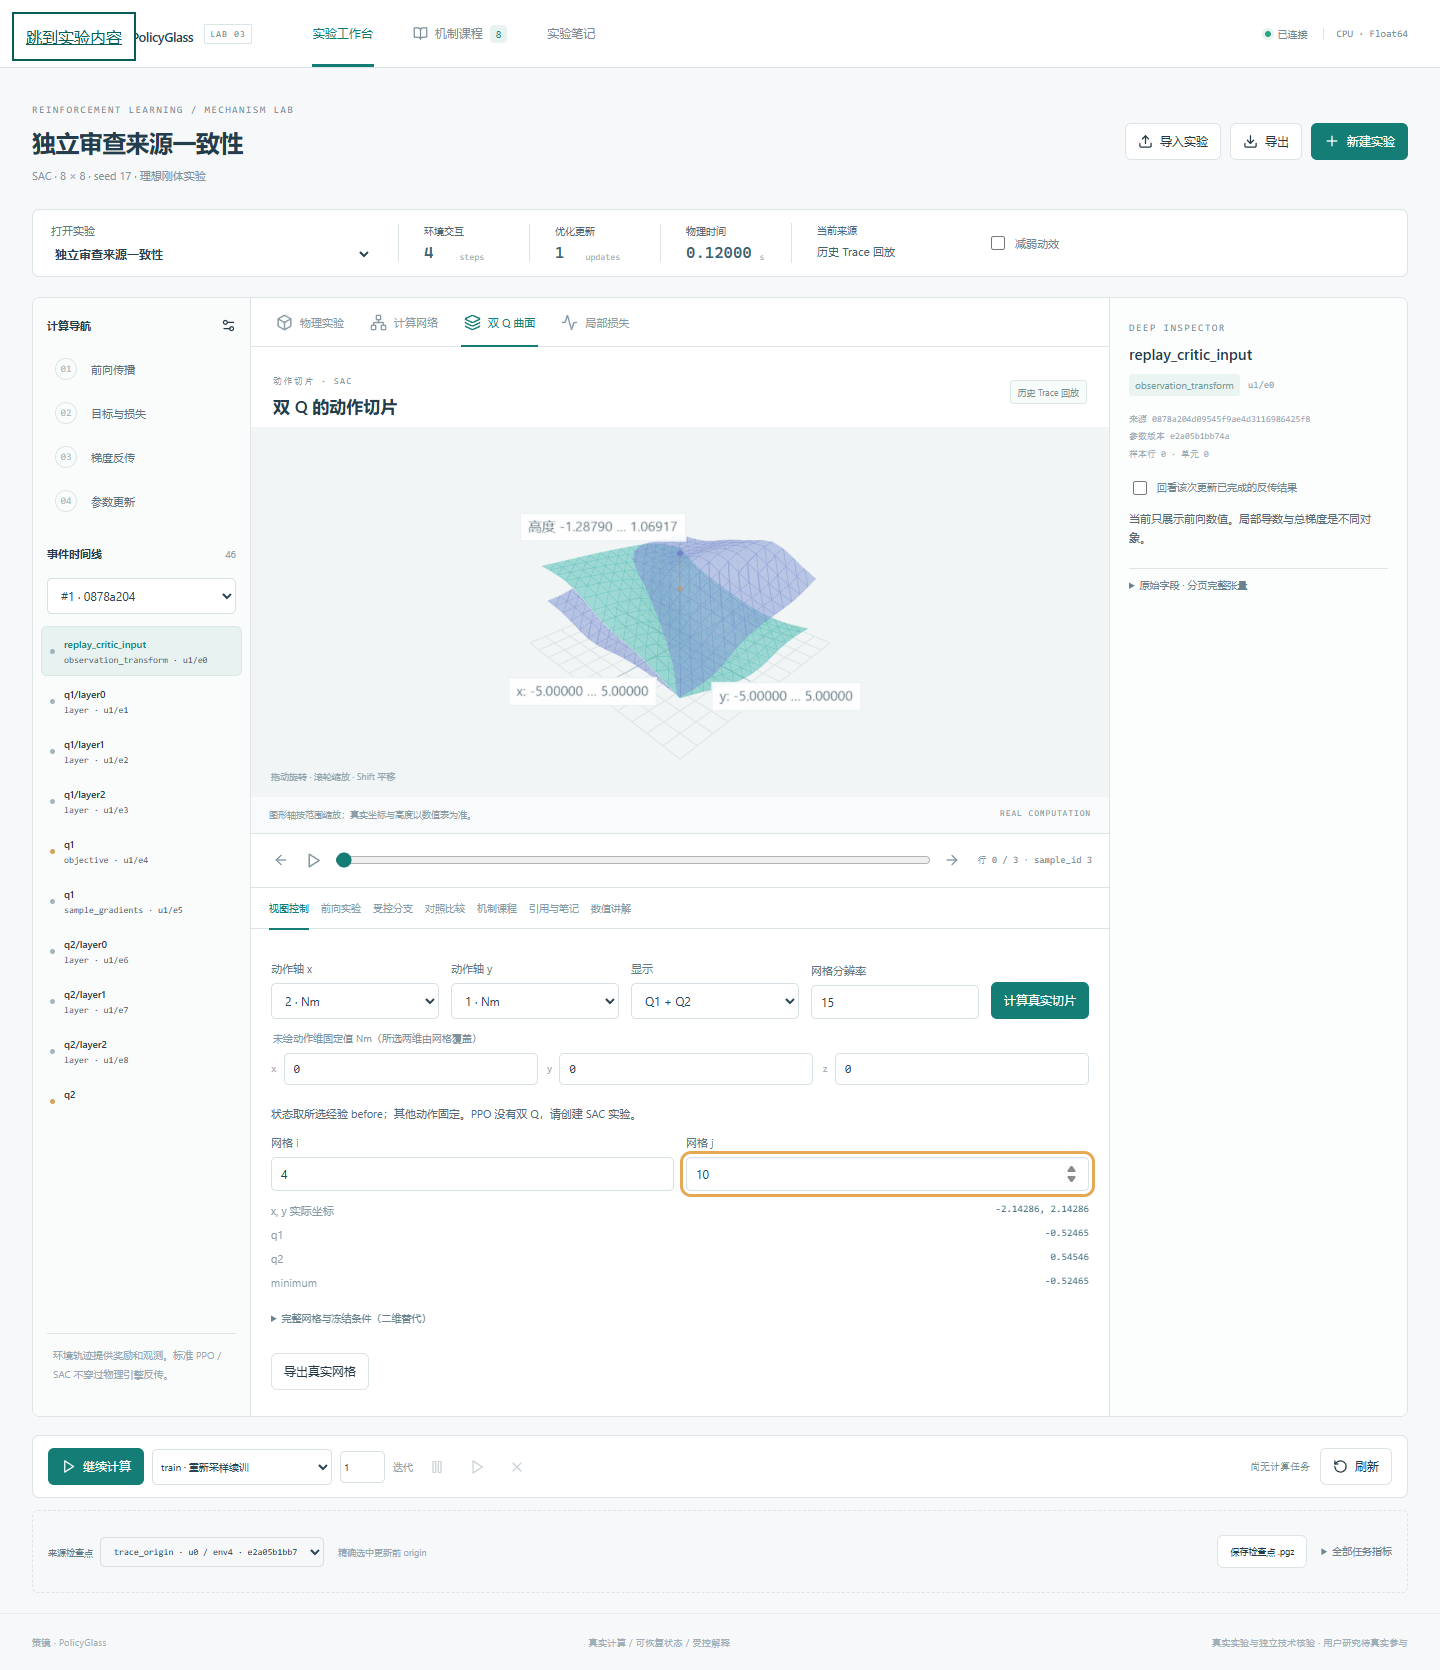 跳到实验内容
PolicyGlass
LAB 03
实验工作台
机制课程 8
实验笔记
已连接
CPU · Float64
REINFORCEMENT LEARNING / MECHANISM LAB
独立审查来源一致性
SAC · 8 × 8 · seed 17 · 理想刚体实验
导入实验
导出
新建实验
打开实验
独立审查来源一致性
环境交互
4 steps
优化更新
1 updates
物理时间
0.12000 s
当前来源
历史 Trace 回放
减弱动效
计算导航
01 前向传播
02 目标与损失
03 梯度反传
04 参数更新
事件时间线 46
#1 · 0878a204
replay_critic_input
observation_transform · u1/e0
q1/layer0
layer · u1/e1
q1/layer1
layer · u1/e2
q1/layer2
layer · u1/e3
q1
objective · u1/e4
q1
sample_gradients · u1/e5
q2/layer0
layer · u1/e6
q2/layer1
layer · u1/e7
q2/layer2
layer · u1/e8
q2
环境轨迹提供奖励和观测。标准 PPO /
SAC 不穿过物理引擎反传。
物理实验
计算网络
双 Q 曲面
局部损失
动作切片 · SAC
双 Q 的动作切片
历史 Trace 回放
高度 -1.28790 ... 1.06917
x: -5.00000 ... 5.00000
y: -5.00000 ... 5.00000
拖动旋转 · 滚轮缩放 · Shift 平移
图形轴按范围缩放；真实坐标与高度以数值表为准。
REAL COMPUTATION
行 0 / 3 · sample_id 3
视图控制
前向实验
受控分支
对照比较
机制课程
引用与笔记
数值讲解
动作轴 x
2 · Nm
动作轴 y
1 · Nm
显示
Q1 + Q2
网格分辨率
15
计算真实切片
未绘动作维固定值 Nm（所选两维由网格覆盖）
x 0
y 0
z 0
状态取所选经验 before；其他动作固定。PPO 没有双 Q，请创建 SAC 实验。
网格 i
4
网格 j
10
x, y 实际坐标 -2.14286, 2.14286
q1 -0.52465
q2 0.54546
minimum -0.52465
完整网格与冻结条件（二维替代）
导出真实网格
DEEP INSPECTOR
replay_critic_input
observation_transform u1/e0
来源 0878a204d09545f9ae4d3116986425f8
参数版本 e2a05b1bb74a
样本行 0 · 单元 0
回看该次更新已完成的反传结果
当前只展示前向数值。局部导数与总梯度是不同对
象。
原始字段 · 分页完整张量
继续计算
train · 重新采样续训
1 迭代
尚无计算任务
刷新
来源检查点
trace_origin · u0 / env4 · e2a05b1bb7
精确选中更新前 origin
保存检查点 .pgz
全部任务指标
策镜 · PolicyGlass
真实计算 / 可恢复状态 / 受控解释
真实实验与独立技术核验 · 用户研究待真实参与